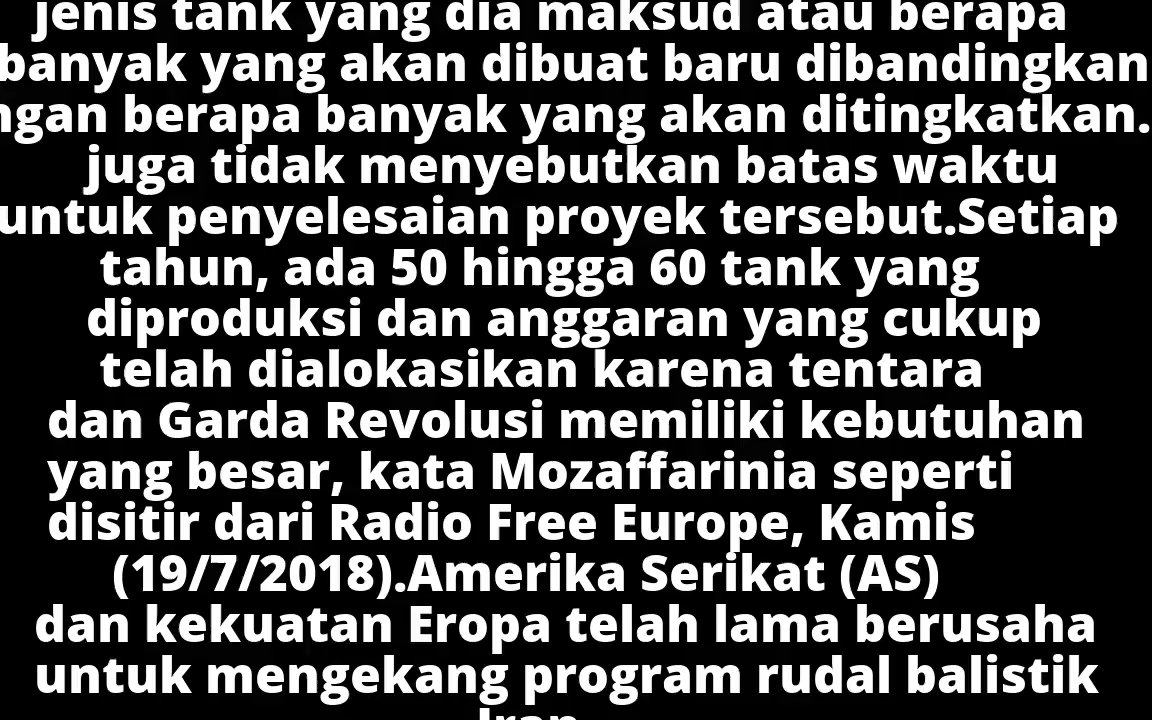 jenis tank yang dia maksud atau berapa
banyak yang akan dibuat baru dibandingkan
ngan berapa banyak yang akan ditingkatkan.
juga tidak menyebutkan batas waktu
untuk penyelesaian proyek tersebut.Setiap
tahun, ada 50 hingga 60 tank yang
diproduksi dan anggaran yang cukup
telah dialokasikan karena tentara
dan Garda Revolusi memiliki kebutuhan
yang besar, kata Mozaffarinia seperti
disitir dari Radio Free Europe, Kamis
(19/7/2018).Amerika Serikat (AS)
dan kekuatan Eropa telah lama berusaha
untuk mengekang program rudal balistik
Iran